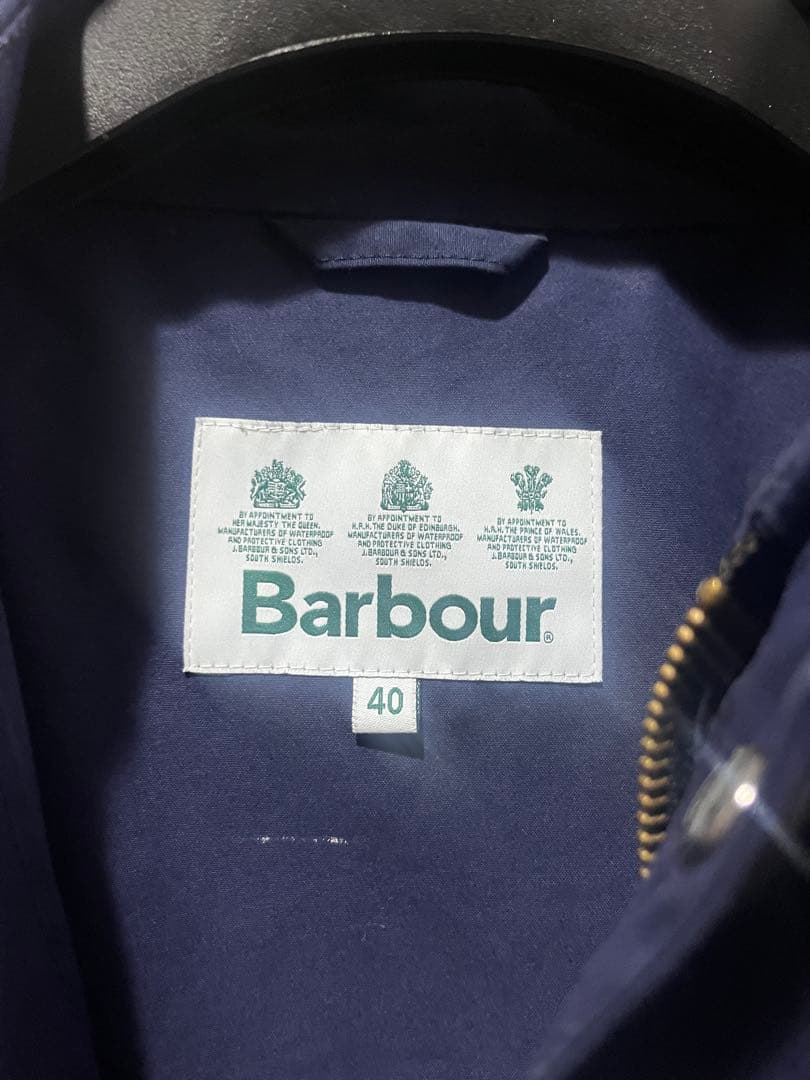 BY APPOINTMENT TO
HER MAJESTY THE QUEEN.
MANUFACTURERS OF WATERPROOF
AND PROTECTIVE CLOTHING
J.BARBOUR & SONS LTD.,
SOUTH SHIELDS.
BY APPOINTMENT TO
H.R.H. THE DUKE OF EDINBURGH.
MANUFACTURERS OF WATERPROOF
AND PROTECTIVE CLOTHING
J.BARBOUR & SONS LTD.,
SOUTH SHIELDS.
BY APPOINTMENT TO
H.R.H. THE PRINCE OF WALES.
MANUFACTURERS OF WATERPROOF
AND PROTECTIVE CLOTHING
J.BARBOUR & SONS LTD.,
SOUTH SHIELDS.
Barbour®
40